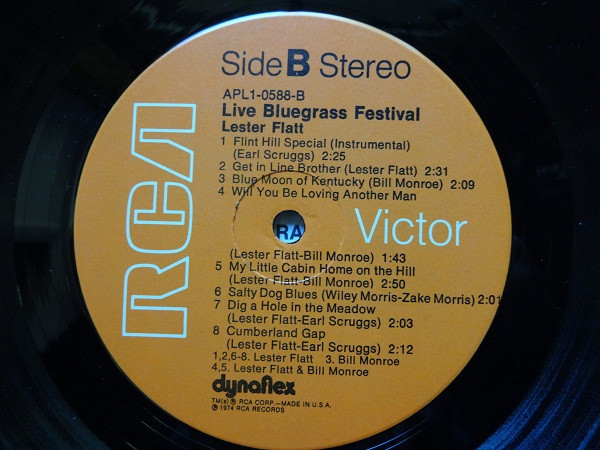 Side B Stereo
APL1-0588-B
Live Bluegrass Festival
Lester Flatt
1 Flint Hill Special (Instrumental)
(Earl Scruggs) 2:25
2 Get in Line Brother (Lester Flatt) 2:31
3 Blue Moon of Kentucky (Bill Monroe) 2:09
4 Will You Be Loving Another Man
RCA
RA
Victor
(Lester Flatt-Bill Monroe) 1:43
5 My Little Cabin Home on the Hill
(Lester Flatt-Bill Monroe) 2:50
6 Salty Dog Blues (Wiley Morris-Zake Morris) 2:01
7 Dig a Hole in the Meadow
(Lester Flatt-Earl Scruggs) 2:03
8 Cumberland Gap
(Lester Flatt-Earl Scruggs) 2:12
1,2,6-8. Lester Flatt 3. Bill Monroe
4,5. Lester Flatt & Bill Monroe
dynaflex
TM(s) ® RCA CORP.—MADE IN U.S.A.
℗ 1974 RCA RECORDS